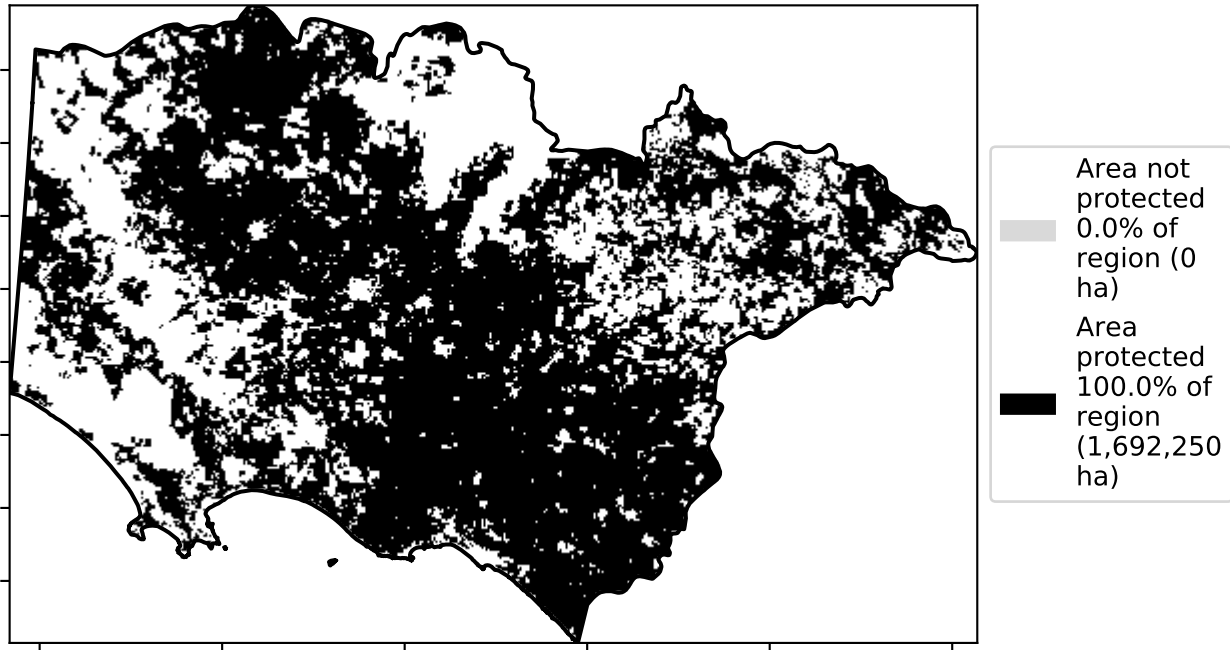 Area not
protected
0.0% of
region (0
ha)
Area
protected
100.0% of
region
(1,692,250
ha)